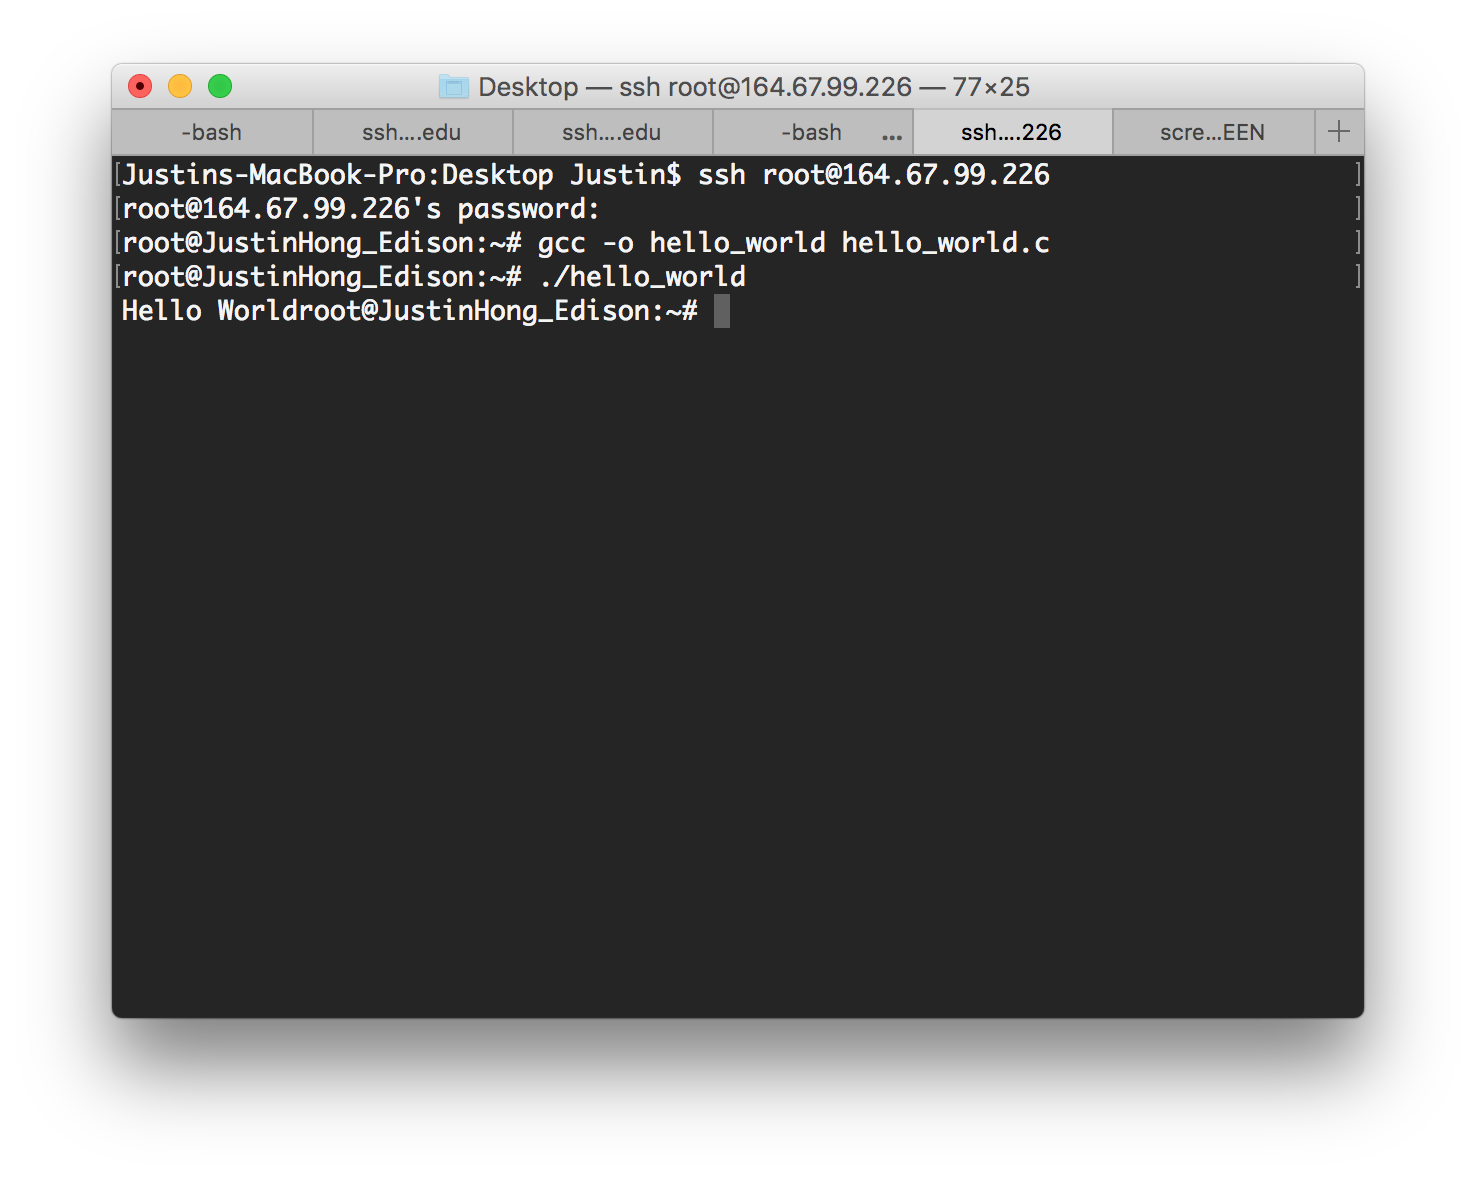 Desktop — ssh root@164.67.99.226 — 77×25
-bash ssh....edu ssh....edu -bash ... ssh....226 scre...EEN +
[Justins-MacBook-Pro:Desktop Justin$ ssh root@164.67.99.226 ]
[root@164.67.99.226's password: ]
[root@JustinHong_Edison:~# gcc -o hello_world hello_world.c ]
[root@JustinHong_Edison:~# ./hello_world ]
Hello Worldroot@JustinHong_Edison:~#